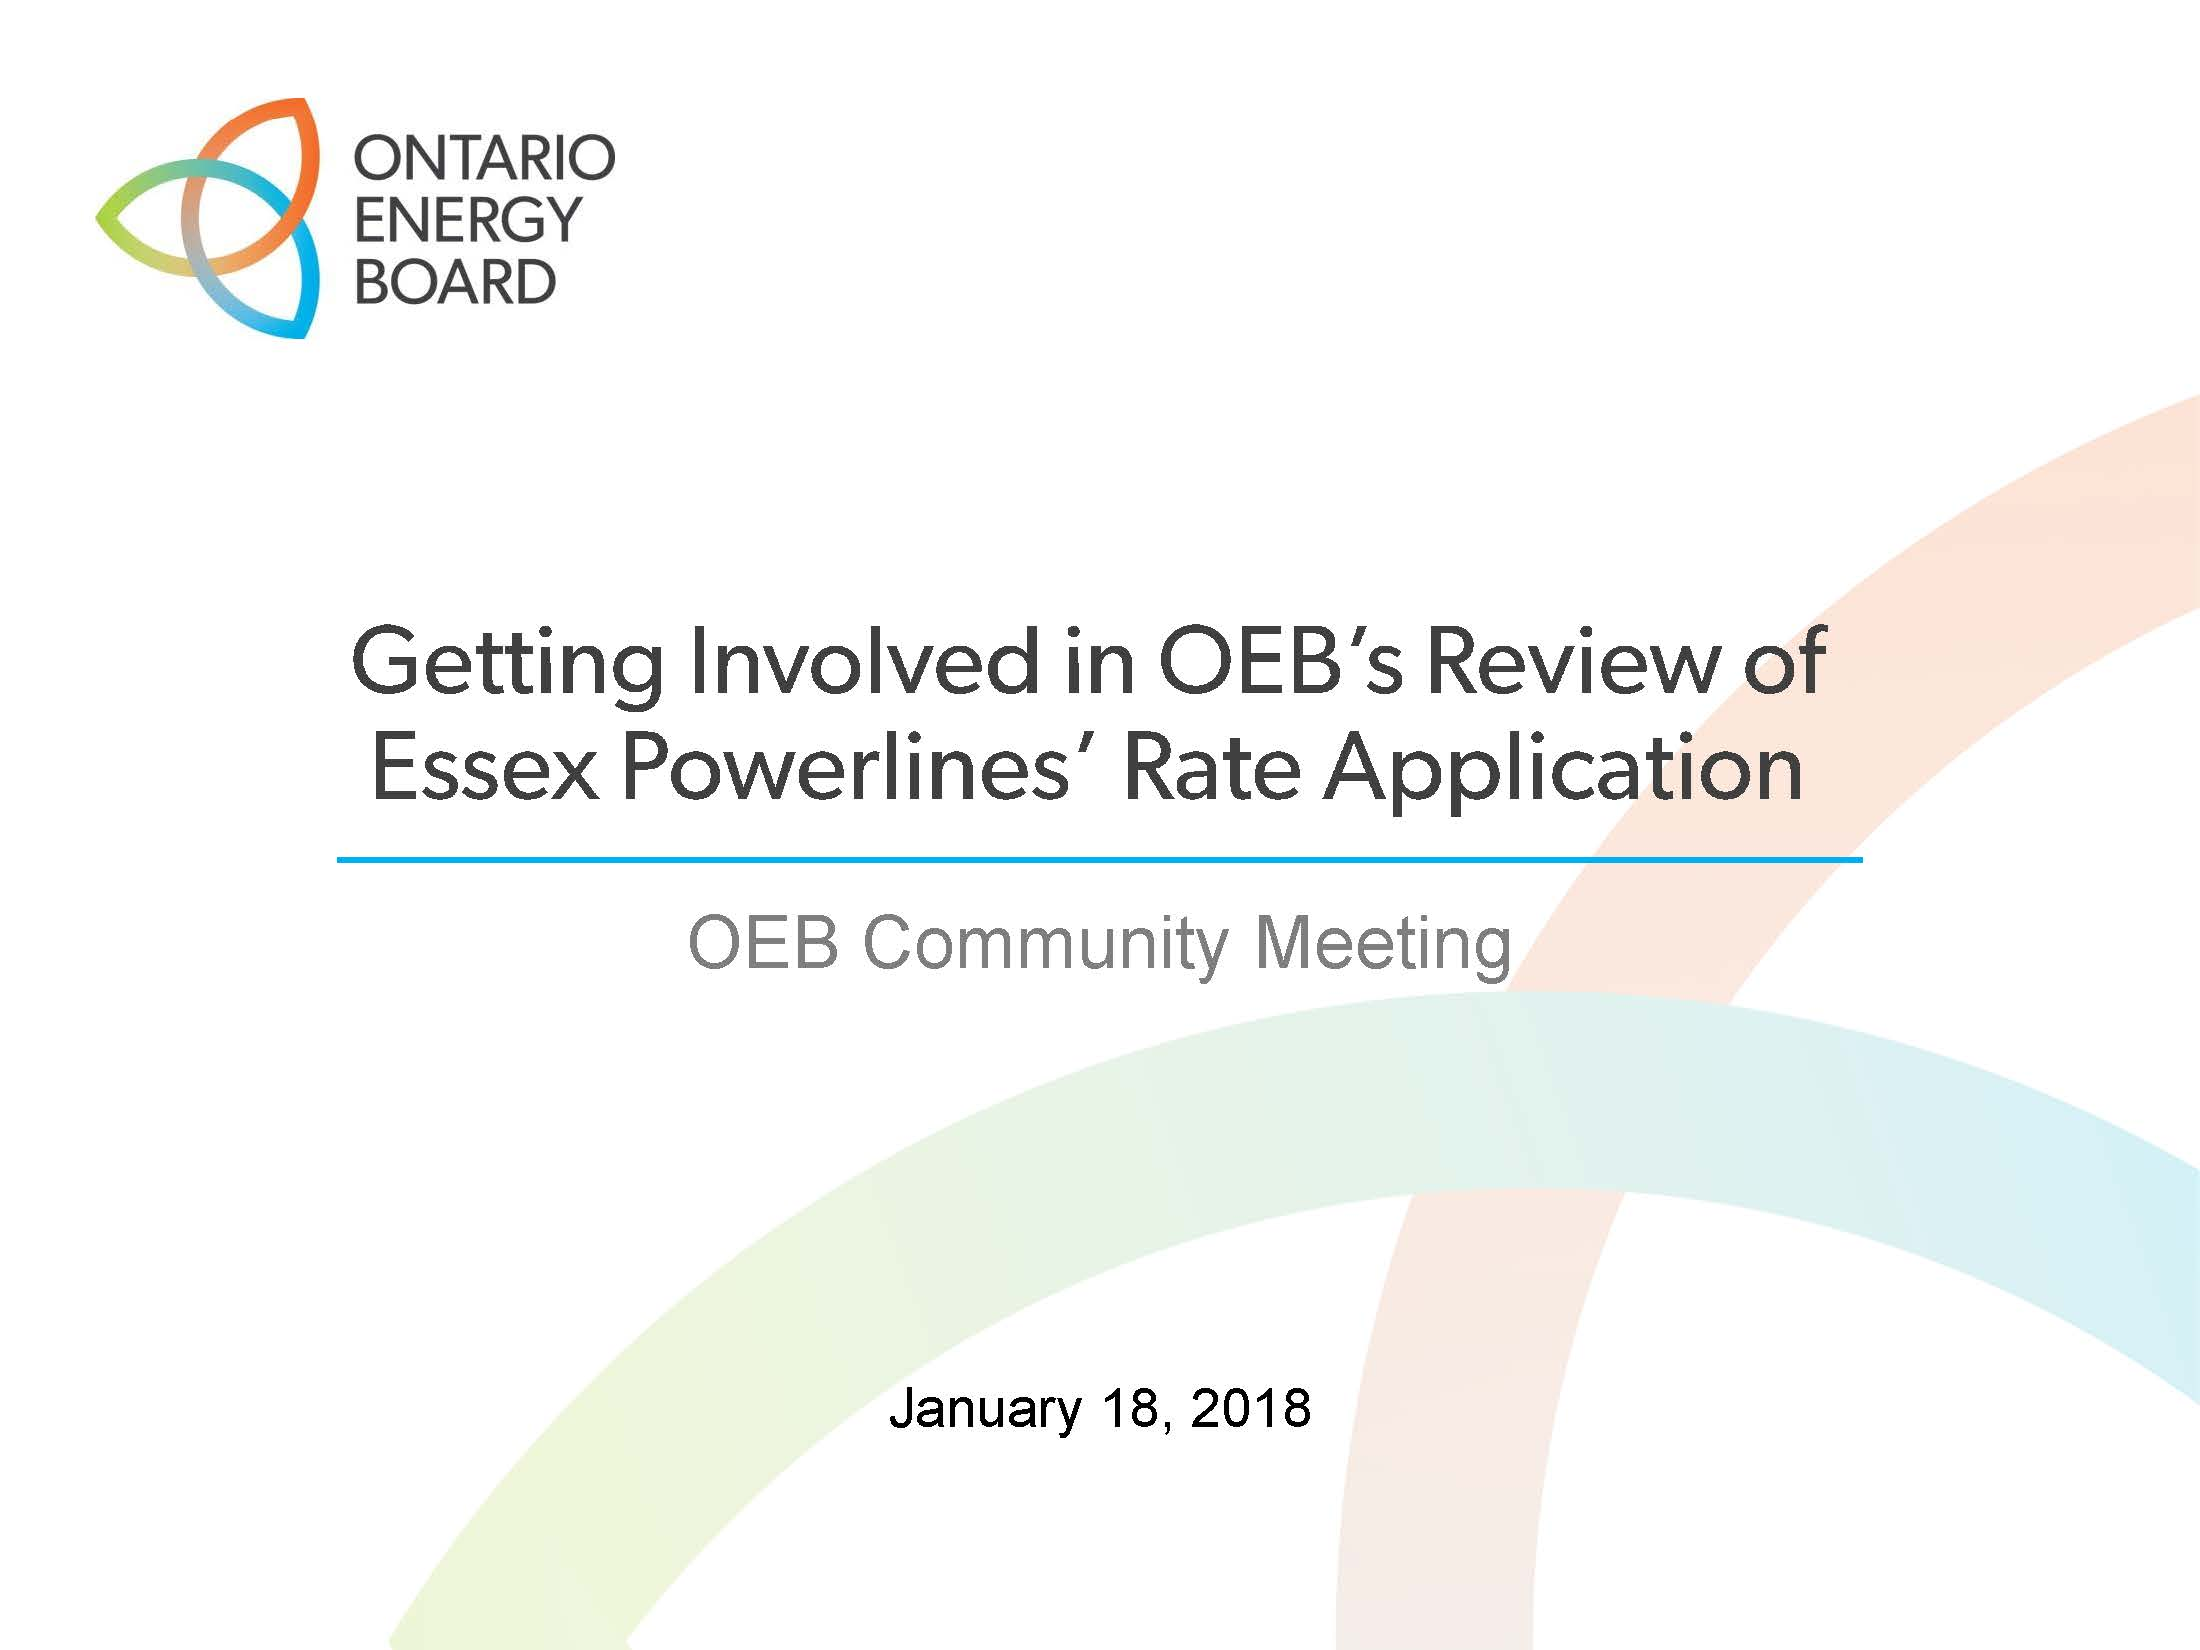 ONTARIO
ENERGY
BOARD
Getting Involved in OEB’s Review of
Essex Powerlines’ Rate Application
OEB Community Meeting
January 18, 2018